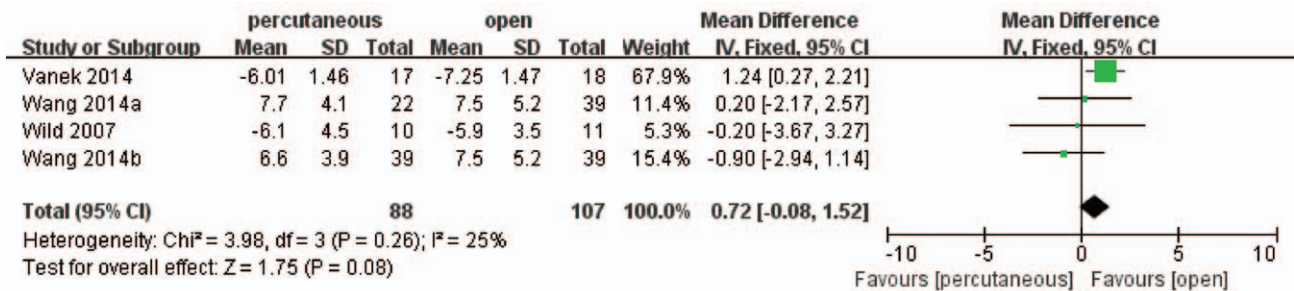 percutaneous open Mean Difference Mean Difference
Study or Subgroup Mean SD Total Mean SD Total Weight IV, Fixed, 95% CI IV, Fixed, 95% CI
Vanek 2014 -6.01 1.46 17 -7.25 1.47 18 67.9% 1.24 [0.27, 2.21]
Wang 2014a 7.7 4.1 22 7.5 5.2 39 11.4% 0.20 [-2.17, 2.57]
Wild 2007 -6.1 4.5 10 -5.9 3.5 11 5.3% -0.20 [-3.67, 3.27]
Wang 2014b 6.6 3.9 39 7.5 5.2 39 15.4% -0.90 [-2.94, 1.14]
Total (95% CI) 88 107 100.0% 0.72 [-0.08, 1.52]
Heterogeneity: Chi² = 3.98, df = 3 (P = 0.26); I² = 25%
Test for overall effect: Z = 1.75 (P = 0.08)
-10 -5 0 5 10
Favours [percutaneous] Favours [open]